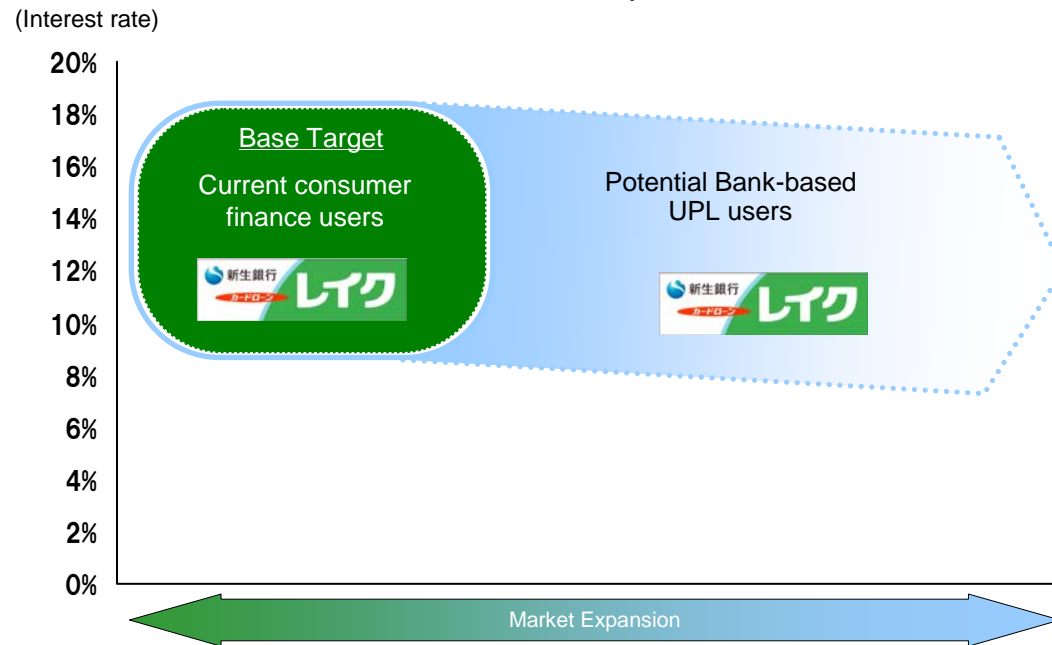 (Interest rate)
20%
18%
16%
14%
12%
10%
8%
6%
4%
2%
0%
Base Target
Current consumer
finance users
新生銀行
カードローン
レイク
Potential Bank-based
UPL users
新生銀行
カードローン
レイク
Market Expansion